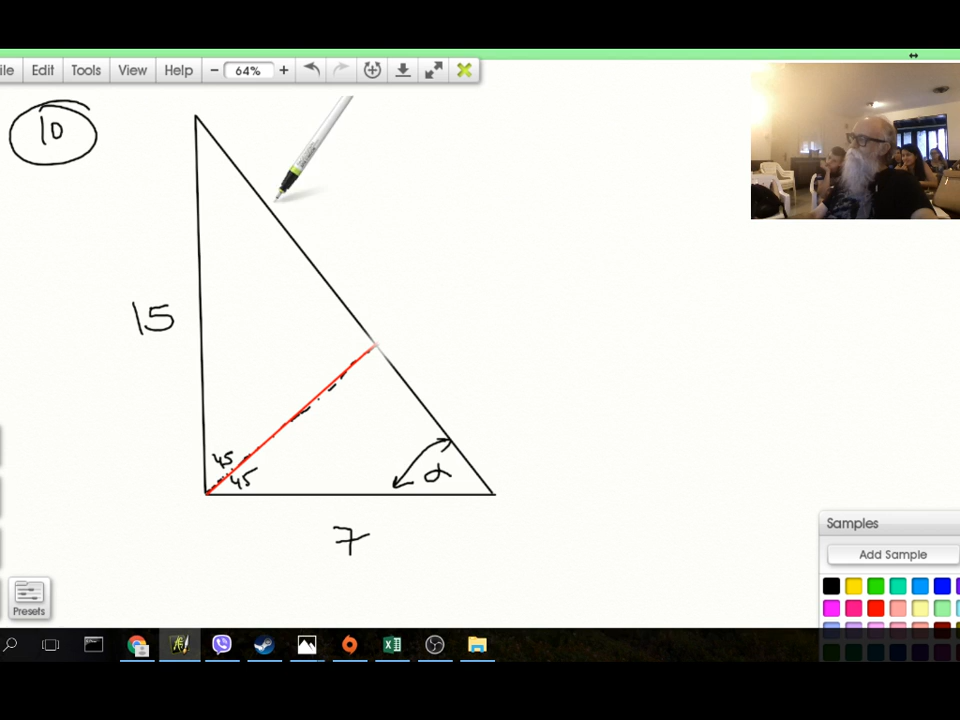 ile Edit Tools View Help − 64% +
10
15
45
45
α
7
Samples
Add Sample
Presets